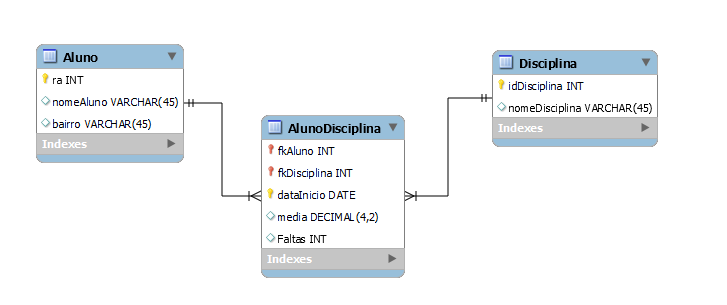 Aluno
ra INT
nomeAluno VARCHAR(45)
bairro VARCHAR(45)
Indexes
AlunoDisciplina
fkAluno INT
fkDisciplina INT
dataInicio DATE
media DECIMAL(4,2)
Faltas INT
Indexes
Disciplina
idDisciplina INT
nomeDisciplina VARCHAR(45)
Indexes